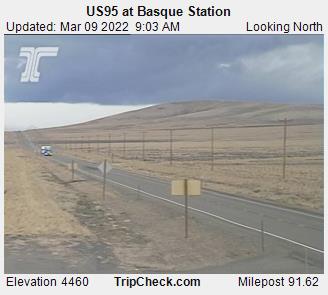 US95 at Basque Station
Updated: Mar 09 2022 9:03 AM Looking North
Elevation 4460 TripCheck.com Milepost 91.62